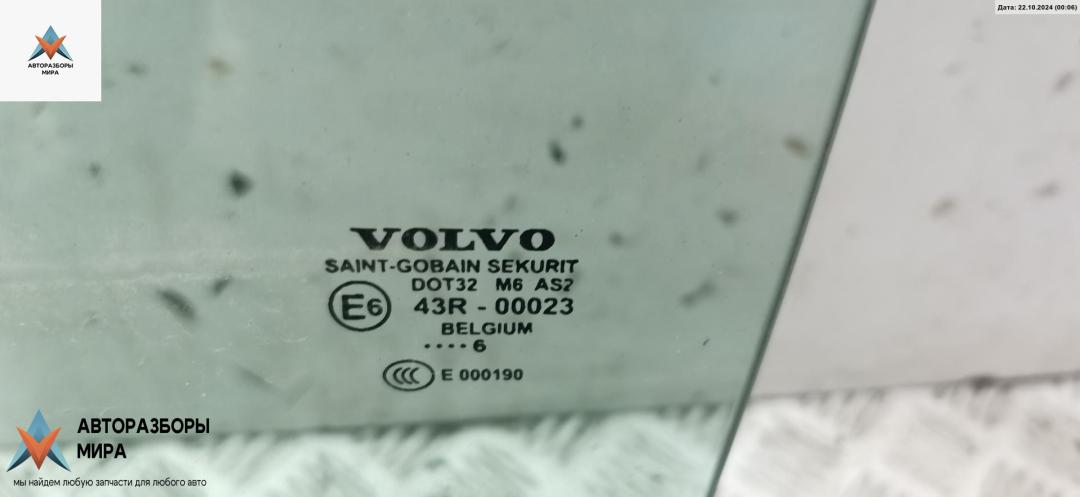 Дата: 22.10.2024 (00:06)
АВТОРАЗБОРЫ
МИРА
VOLVO
SAINT-GOBAIN SEKURIT
DOT32 M6 AS2
E6 43R - 00023
BELGIUM
•••• 6
CCC E 000190
АВТОРАЗБОРЫ
МИРА
мы найдем любую запчасти для любого авто